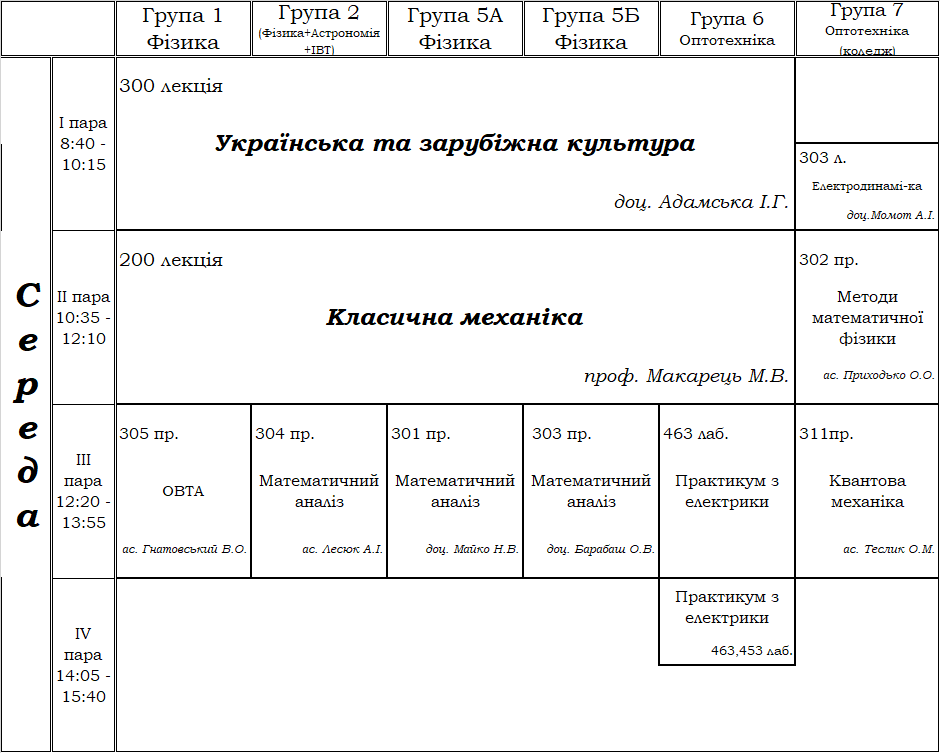 Група 1
Фізика
Група 2
(Фізика+Астрономія
+ІВТ)
Група 5А
Фізика
Група 5Б
Фізика
Група 6
Оптотехніка
Група 7
Оптотехніка
(коледж)
Середа
І пара
8:40 -
10:15
300 лекція
Українська та зарубіжна культура
доц. Адамська І.Г.
303 л.
Електродинамі-ка
доц.Момот А.І.
ІІ пара
10:35 -
12:10
200 лекція
Класична механіка
проф. Макарець М.В.
302 пр.
Методи
математичної
фізики
ас. Приходько О.О.
ІІІ
пара
12:20 -
13:55
305 пр.
ОВТА
ас. Гнатовський В.О.
304 пр.
Математичний
аналіз
ас. Лесюк А.І.
301 пр.
Математичний
аналіз
доц. Майко Н.В.
303 пр.
Математичний
аналіз
доц. Барабаш О.В.
463 лаб.
Практикум з
електрики
311пр.
Квантова
механіка
ас. Теслик О.М.
IV
пара
14:05 -
15:40
Практикум з
електрики
463,453 лаб.